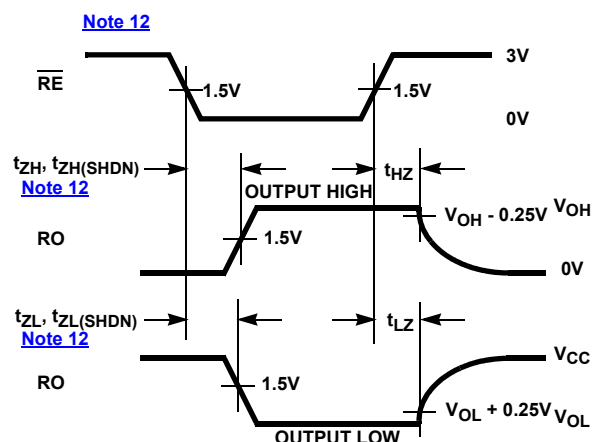 Note 12
RE
1.5V
1.5V
3V
0V
tZH, tZH(SHDN)
Note 12
tHZ
OUTPUT HIGH
RO
1.5V
VOH - 0.25V
VOH
0V
tZL, tZL(SHDN)
Note 12
tLZ
RO
1.5V
VCC
VOL + 0.25V
VOL
OUTPUT LOW